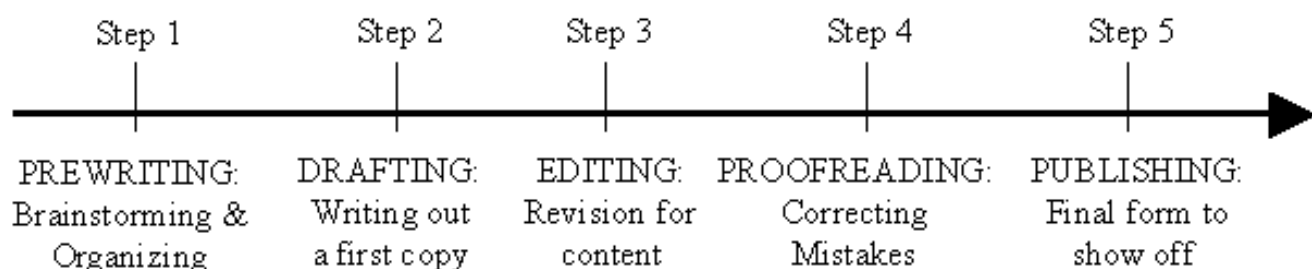 Step 1 Step 2 Step 3 Step 4 Step 5
PREWRITING: DRAFTING: EDITING: PROOFREADING: PUBLISHING:
Brainstorming & Writing out Revision for Correcting Final form to
Organizing a first copy content Mistakes show off